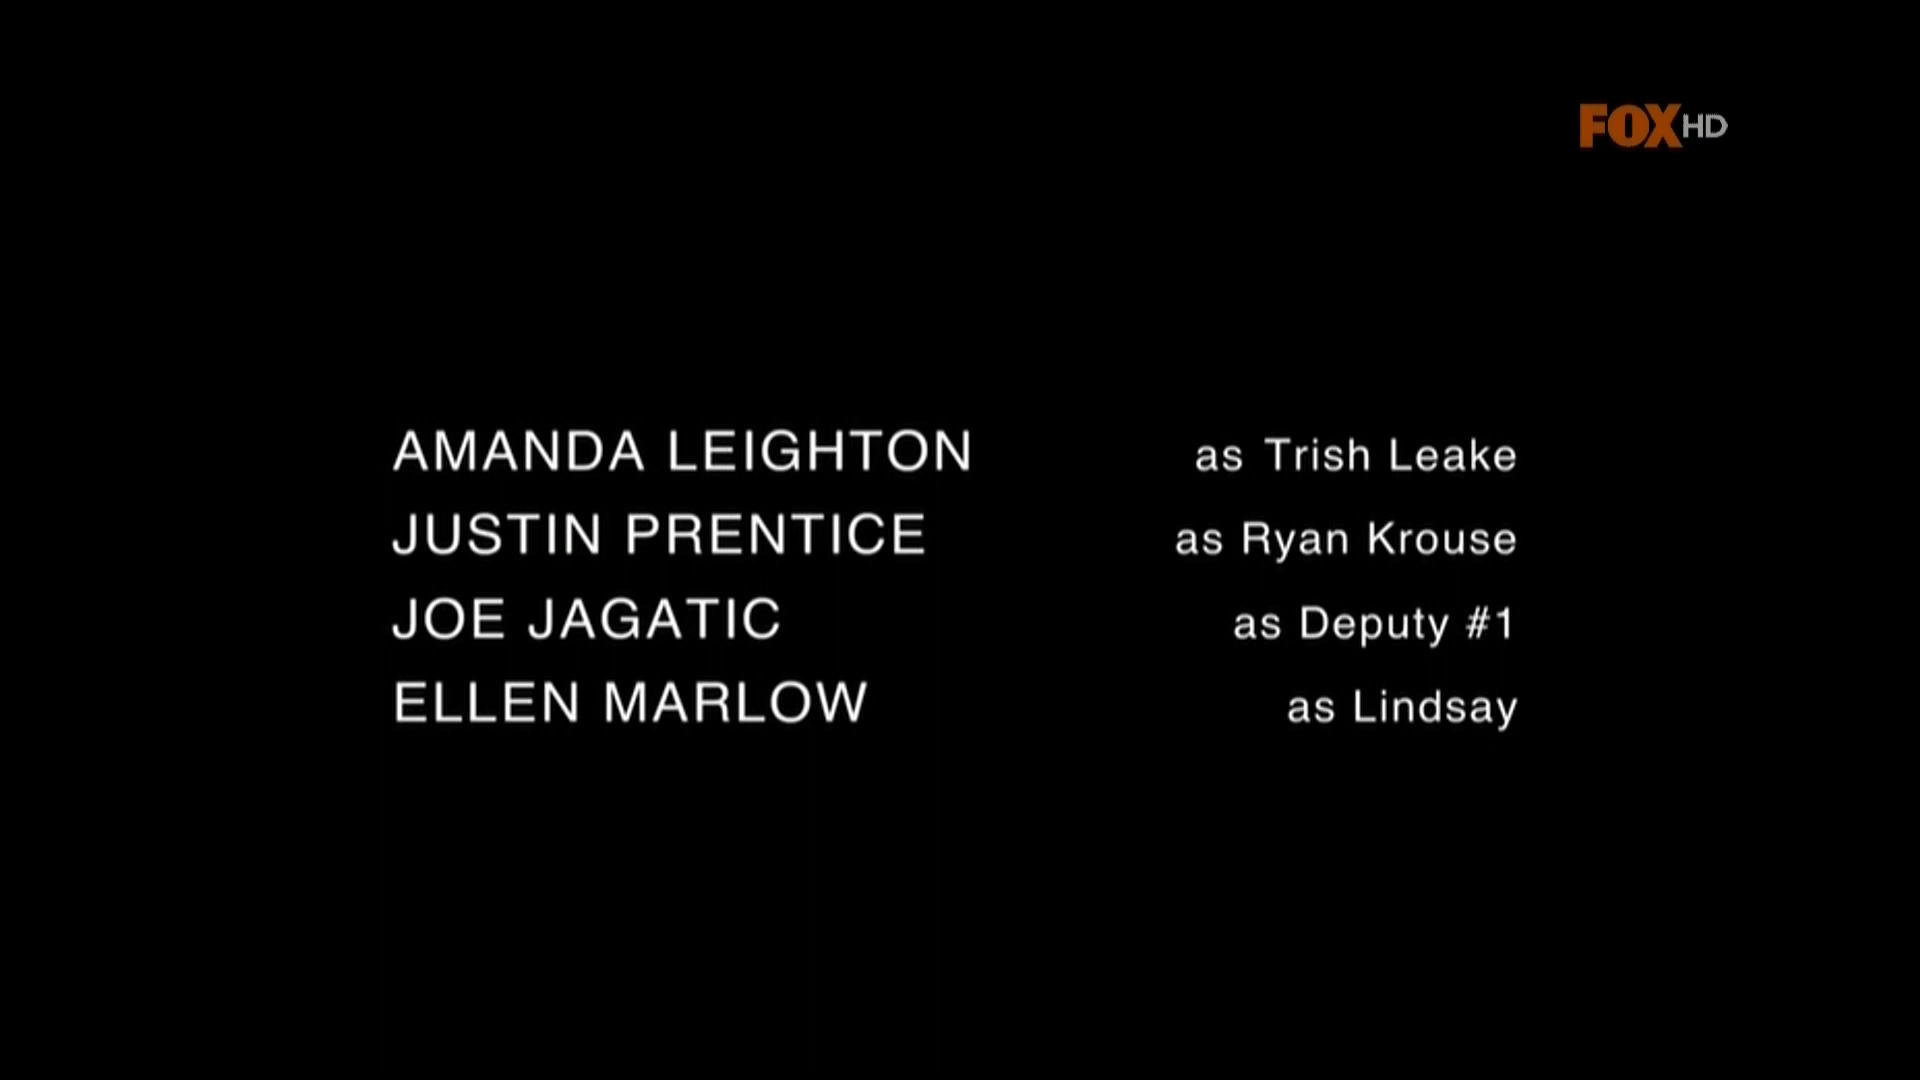 FOX HD
AMANDA LEIGHTON as Trish Leake
JUSTIN PRENTICE as Ryan Krouse
JOE JAGATIC as Deputy #1
ELLEN MARLOW as Lindsay